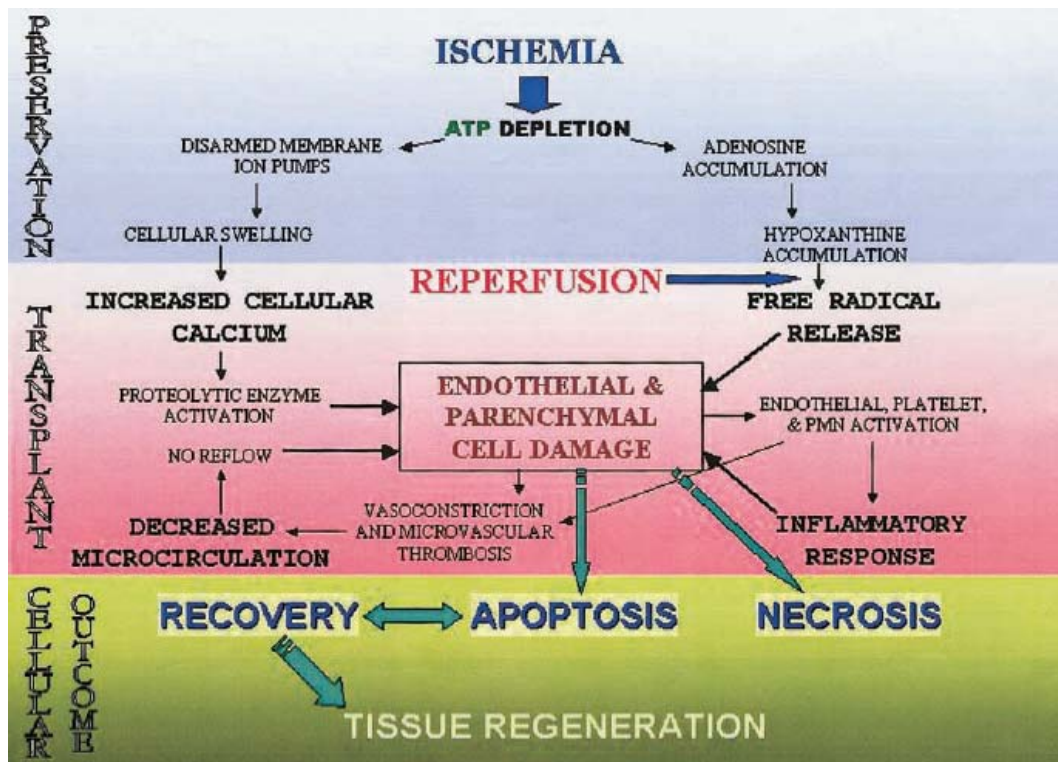 PRESERVATION
ISCHEMIA
ATP DEPLETION
DISARMED MEMBRANE
ION PUMPS
ADENOSINE
ACCUMULATION
CELLULAR SWELLING
HYPOXANTHINE
ACCUMULATION
TRANSPLANT
REPERFUSION
INCREASED CELLULAR
CALCIUM
FREE RADICAL
RELEASE
PROTEOLYTIC ENZYME
ACTIVATION
ENDOTHELIAL &
PARENCHYMAL
CELL DAMAGE
ENDOTHELIAL, PLATELET,
& PMN ACTIVATION
NO REFLOW
VASOCONSTRICTION
AND MICROVASCULAR
THROMBOSIS
DECREASED
MICROCIRCULATION
INFLAMMATORY
RESPONSE
CELLULAR
OUTCOME
RECOVERY
APOPTOSIS
NECROSIS
TISSUE REGENERATION